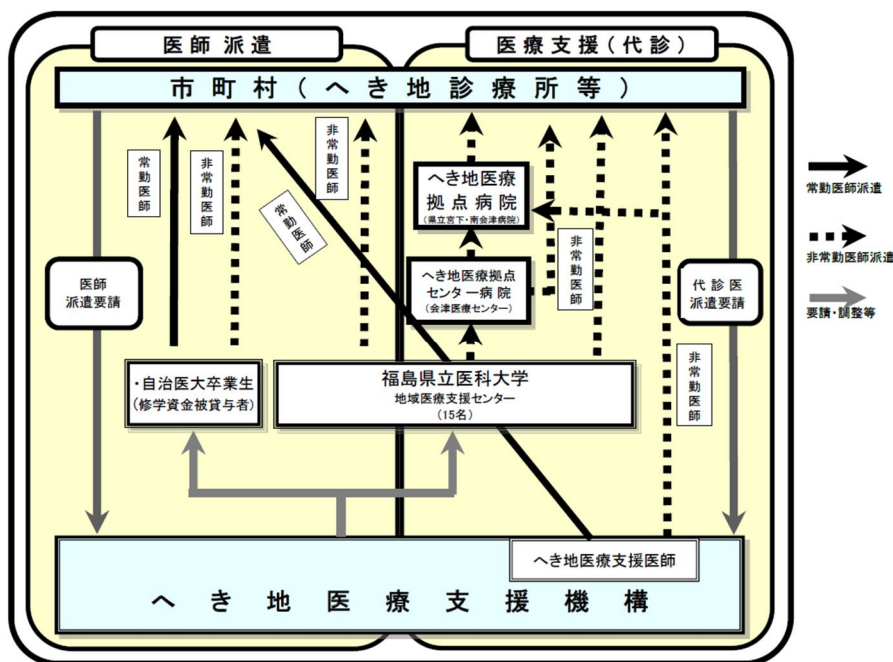 医師派遣
医療支援(代診)
市町村(へき地診療所等)
常勤医師
非常勤医師
常勤医師
非常勤医師
へき地医療
拠点病院
(県立宮下・南会津病院)
非常勤医師
へき地医療拠点
センター病院
(会津医療センター)
医師
派遣要請
代診医
派遣要請
非常勤医師
・自治医大卒業生
(修学資金被貸与者)
福島県立医科大学
地域医療支援センター
(15名)
へき地医療支援医師
へき地医療支援機構
常勤医師派遣
非常勤医師派遣
要請・調整等